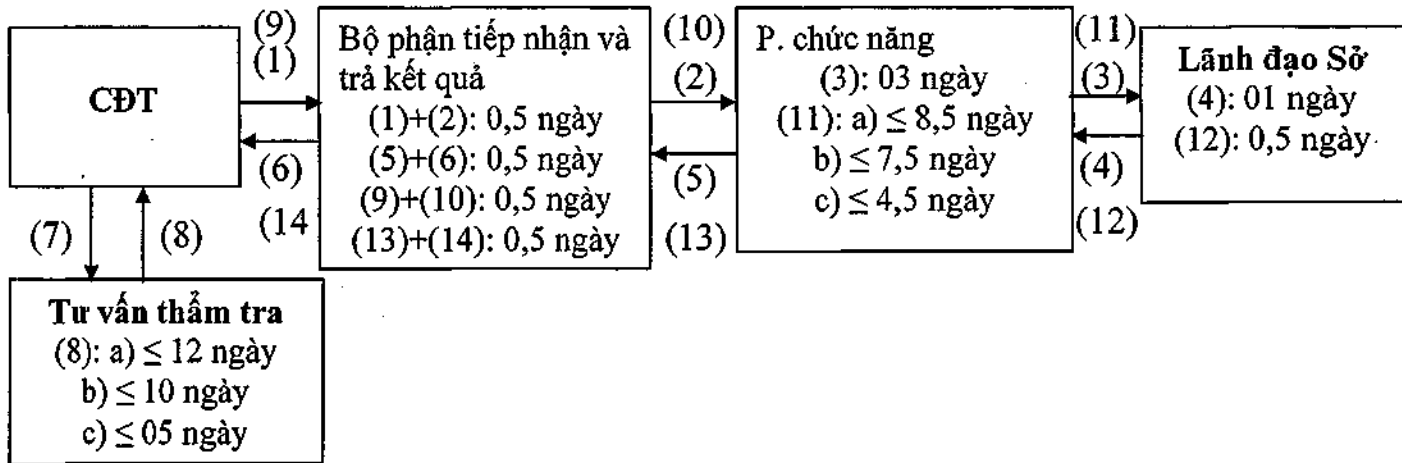 CĐT
(9)
(1)
(6)
(14
(7)
(8)
Bộ phận tiếp nhận và
trả kết quả
(1)+(2): 0,5 ngày
(5)+(6): 0,5 ngày
(9)+(10): 0,5 ngày
(13)+(14): 0,5 ngày
(10)
(2)
(5)
(13)
P. chức năng
(3): 03 ngày
(11): a) ≤ 8,5 ngày
b) ≤ 7,5 ngày
c) ≤ 4,5 ngày
(11)
(3)
(4)
(12)
Lãnh đạo Sở
(4): 01 ngày
(12): 0,5 ngày
Tư vấn thẩm tra
(8): a) ≤ 12 ngày
b) ≤ 10 ngày
c) ≤ 05 ngày